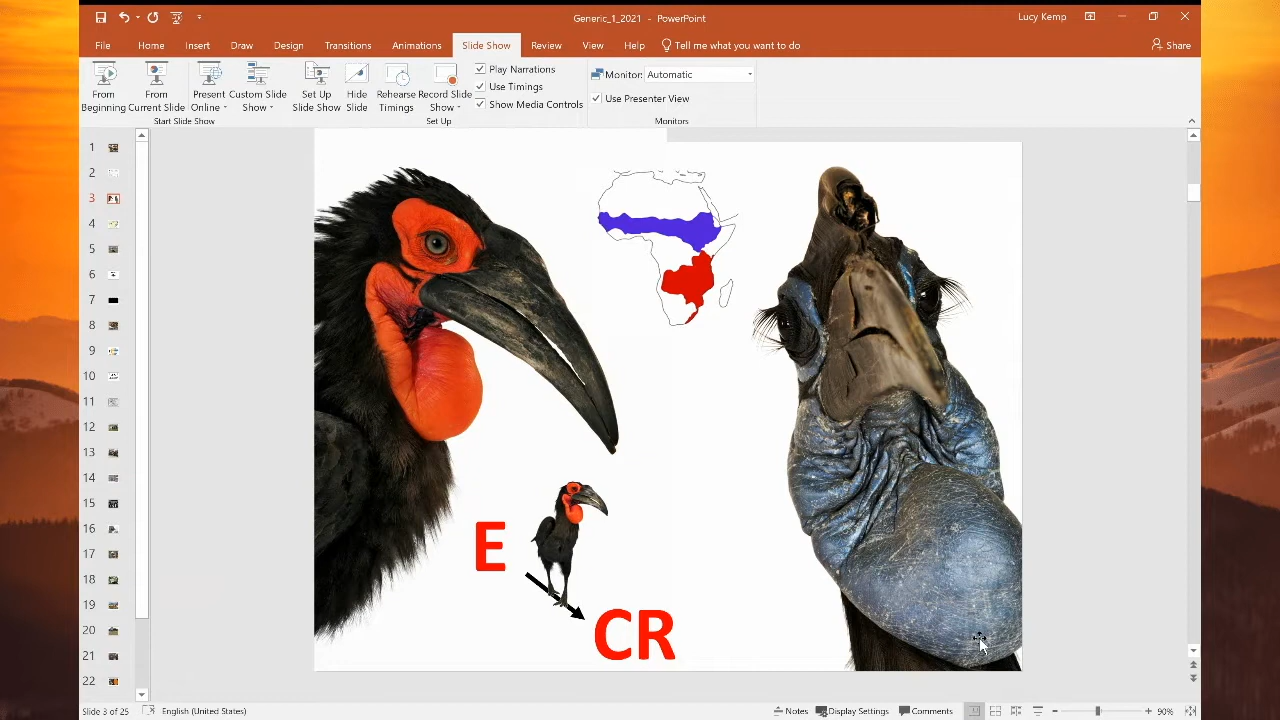 Generic_1_2021 - PowerPoint
Lucy Kemp
File Home Insert Draw Design Transitions Animations Slide Show Review View Help Tell me what you want to do Share
From Beginning
From Current Slide
Present Online
Custom Slide Show
Start Slide Show
Set Up Slide Show
Hide Slide
Rehearse Timings
Record Slide Show
Play Narrations
Use Timings
Show Media Controls
Set Up
Monitor: Automatic
Use Presenter View
Monitors
1
2
3
4
5
6
7
8
9
10
11
12
13
14
15
16
17
18
19
20
21
22
E
CR
Slide 3 of 25 English (United States) Notes Display Settings Comments 90%